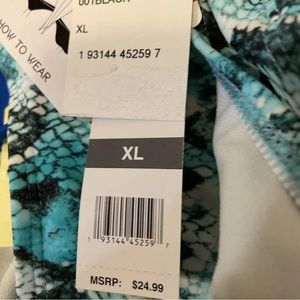 001BLACK
XL
1 93144 45259 7
HOW TO WEAR
XL
1 93144 45259 7
MSRP: $24.99